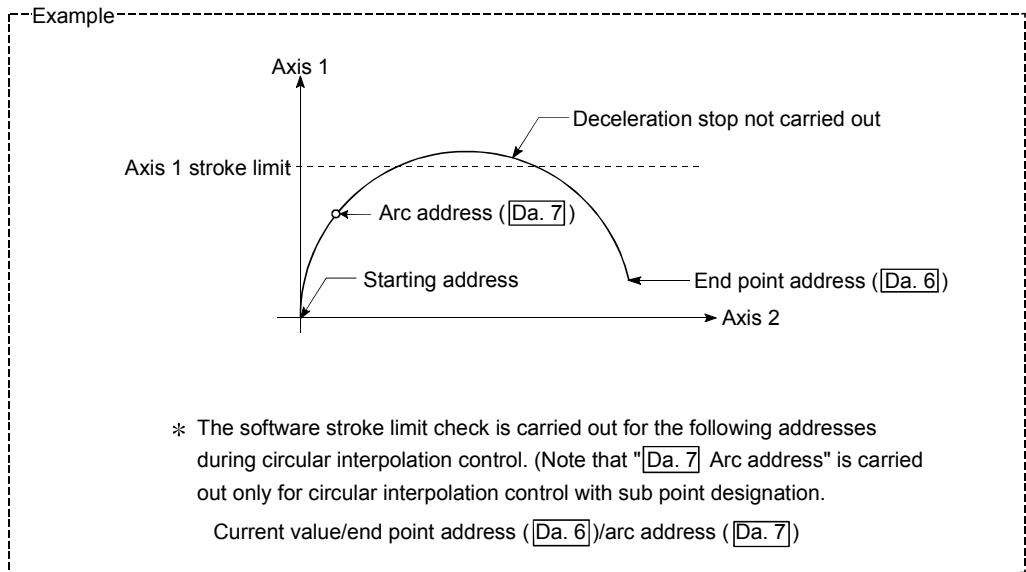 Example
Axis 1
Deceleration stop not carried out
Axis 1 stroke limit
Arc address ( Da. 7 )
Starting address
End point address ( Da. 6 )
Axis 2
* The software stroke limit check is carried out for the following addresses
during circular interpolation control. (Note that "Da. 7 Arc address" is carried
out only for circular interpolation control with sub point designation.
Current value/end point address ( Da. 6 )/arc address ( Da. 7 )